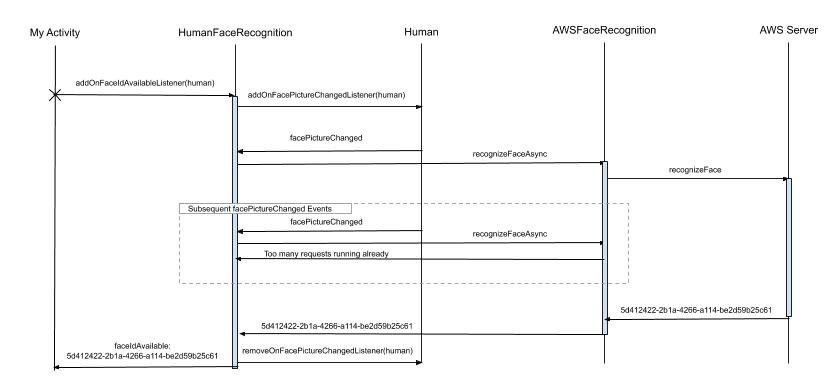 My Activity
HumanFaceRecognition
Human
AWSFaceRecognition
AWS Server
addOnFaceIdAvailableListener(human)
addOnFacePictureChangedListener(human)
facePictureChanged
recognizeFaceAsync
recognizeFace
Subsequent facePictureChanged Events
facePictureChanged
recognizeFaceAsync
Too many requests running already
5d412422-2b1a-4266-a114-be2d59b25c61
5d412422-2b1a-4266-a114-be2d59b25c61
faceIdAvailable:
5d412422-2b1a-4266-a114-be2d59b25c61
removeOnFacePictureChangedListener(human)